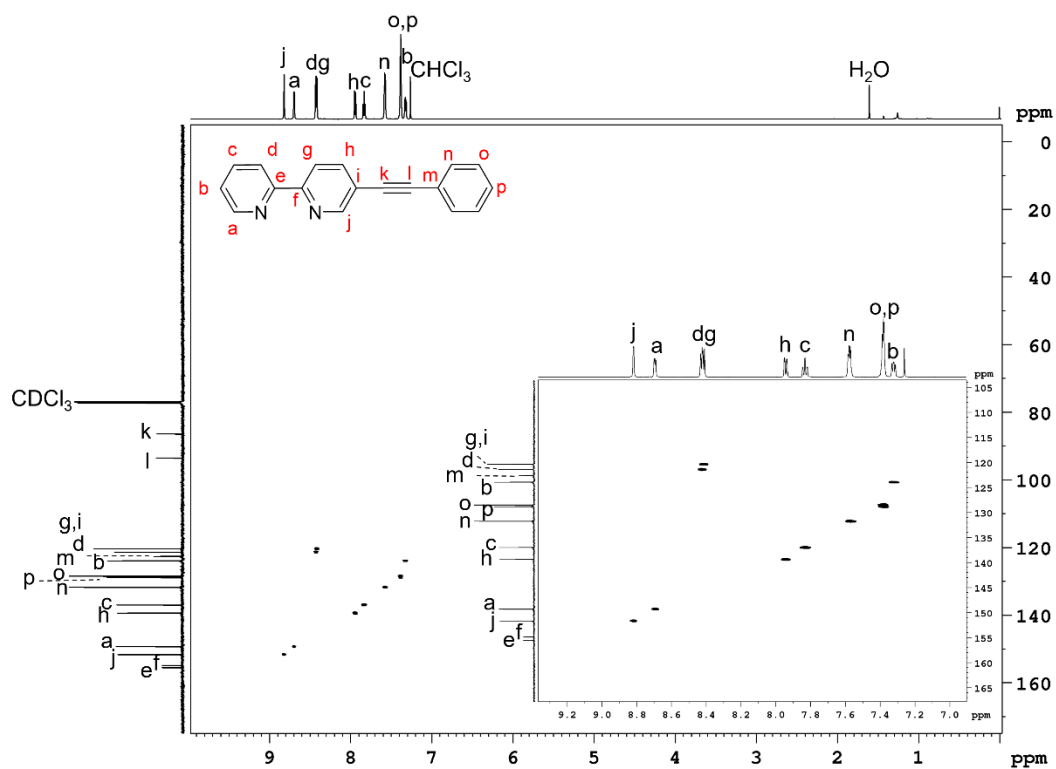 o,p
j a dg h c n b CHCl3 H2O
ppm
c d g h n o
b e i k l m p
f
a N N j
0
20
40
60
80
100
120
140
160
CDCl3
k
l
g,i
d
m
b
p o
n
c
h
a
j
e f
o,p
j a dg h c n b
ppm
105
110
115
120
125
130
135
140
145
150
155
160
165
g,i
d
m
b
o p
n
c
h
a
j
e f
9.2 9.0 8.8 8.6 8.4 8.2 8.0 7.8 7.6 7.4 7.2 7.0 ppm
9 8 7 6 5 4 3 2 1 ppm